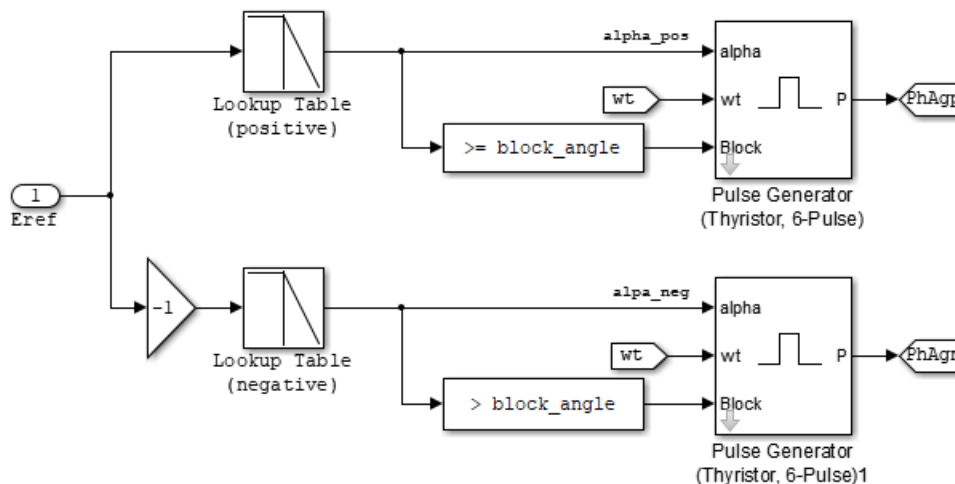 alpha_pos
alpha
wt
wt
P
PhAgp
Lookup Table
(positive)
>= block_angle
Block
Pulse Generator
(Thyristor, 6-Pulse)
1
Eref
-1
alpa_neg
alpha
wt
wt
P
Lookup Table
(negative)
> block_angle
Block
Pulse Generator
(Thyristor, 6-Pulse)1